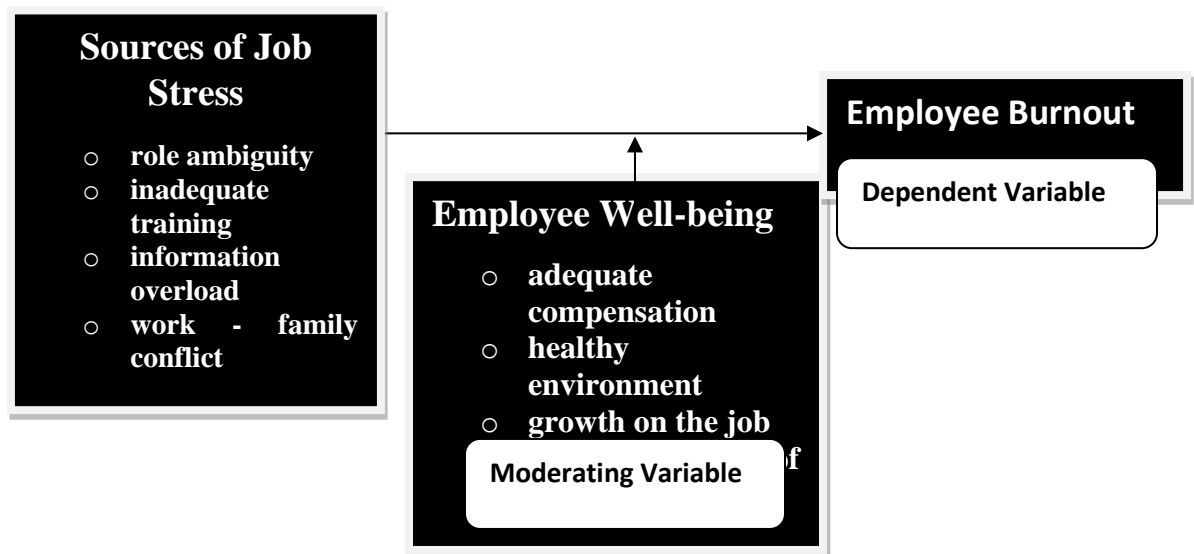 Sources of Job
Stress
○ role ambiguity
○ inadequate
training
○ information
overload
○ work - family
conflict
Employee Well-being
○ adequate
compensation
○ healthy
environment
○ growth on the job
Moderating Variable
Employee Burnout
Dependent Variable